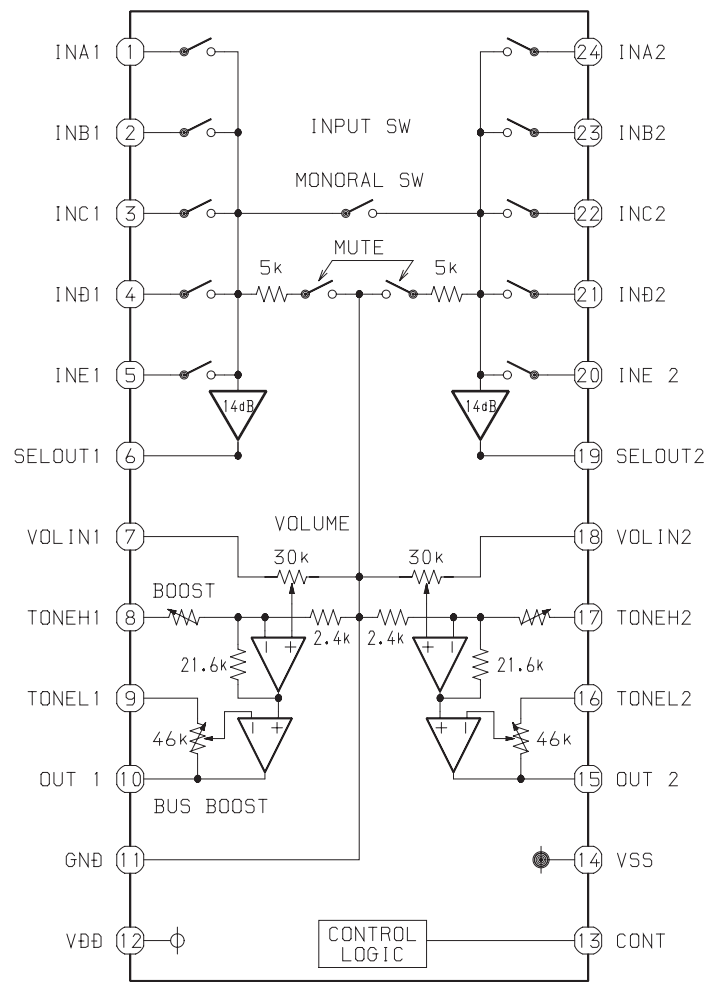 INA1 1 24 INA2
INB1 2 INPUT SW 23 INB2
MONORAL SW
INC1 3 22 INC2
MUTE
5k 5k
IND1 4 21 IND2
INE1 5 20 INE 2
14dB 14dB
SELOUT1 6 19 SELOUT2
VOLUME
VOLIN1 7 18 VOLIN2
30k 30k
BOOST
TONEH1 8 17 TONEH2
2.4k 2.4k
− + + −
21.6k 21.6k
TONEL1 9 16 TONEL2
− + + −
46k 46k
OUT 1 10 15 OUT 2
BUS BOOST
GND 11 14 VSS
VDD 12 CONTROL 13 CONT
LOGIC